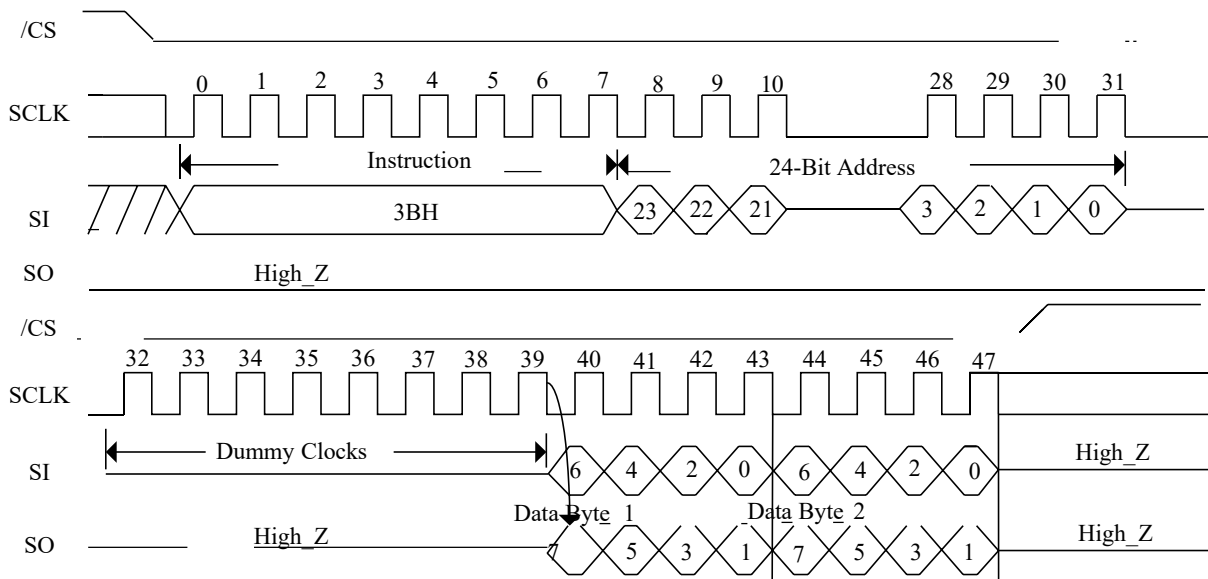 /CS
0 1 2 3 4 5 6 7 8 9 10 28 29 30 31
SCLK
Instruction 24-Bit Address
SI 3BH 23 22 21 3 2 1 0
SO High_Z
/CS
32 33 34 35 36 37 38 39 40 41 42 43 44 45 46 47
SCLK
Dummy Clocks
SI 6 4 2 0 6 4 2 0 High_Z
Data Byte 1 Data Byte 2
SO High_Z 7 5 3 1 7 5 3 1 High_Z